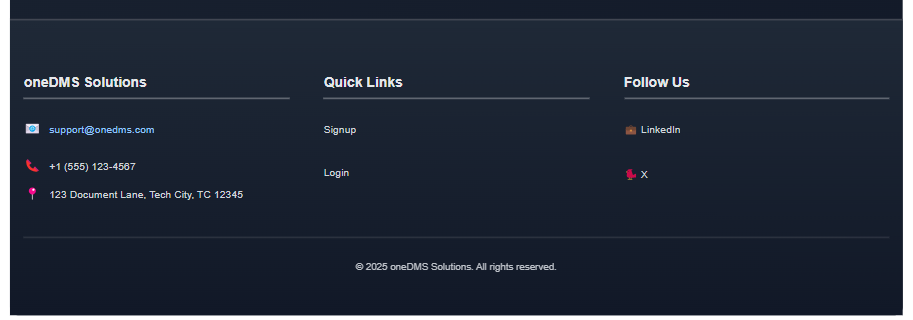 oneDMS Solutions
support@onedms.com
+1 (555) 123-4567
123 Document Lane, Tech City, TC 12345
Quick Links
Signup
Login
Follow Us
LinkedIn
X
© 2025 oneDMS Solutions. All rights reserved.